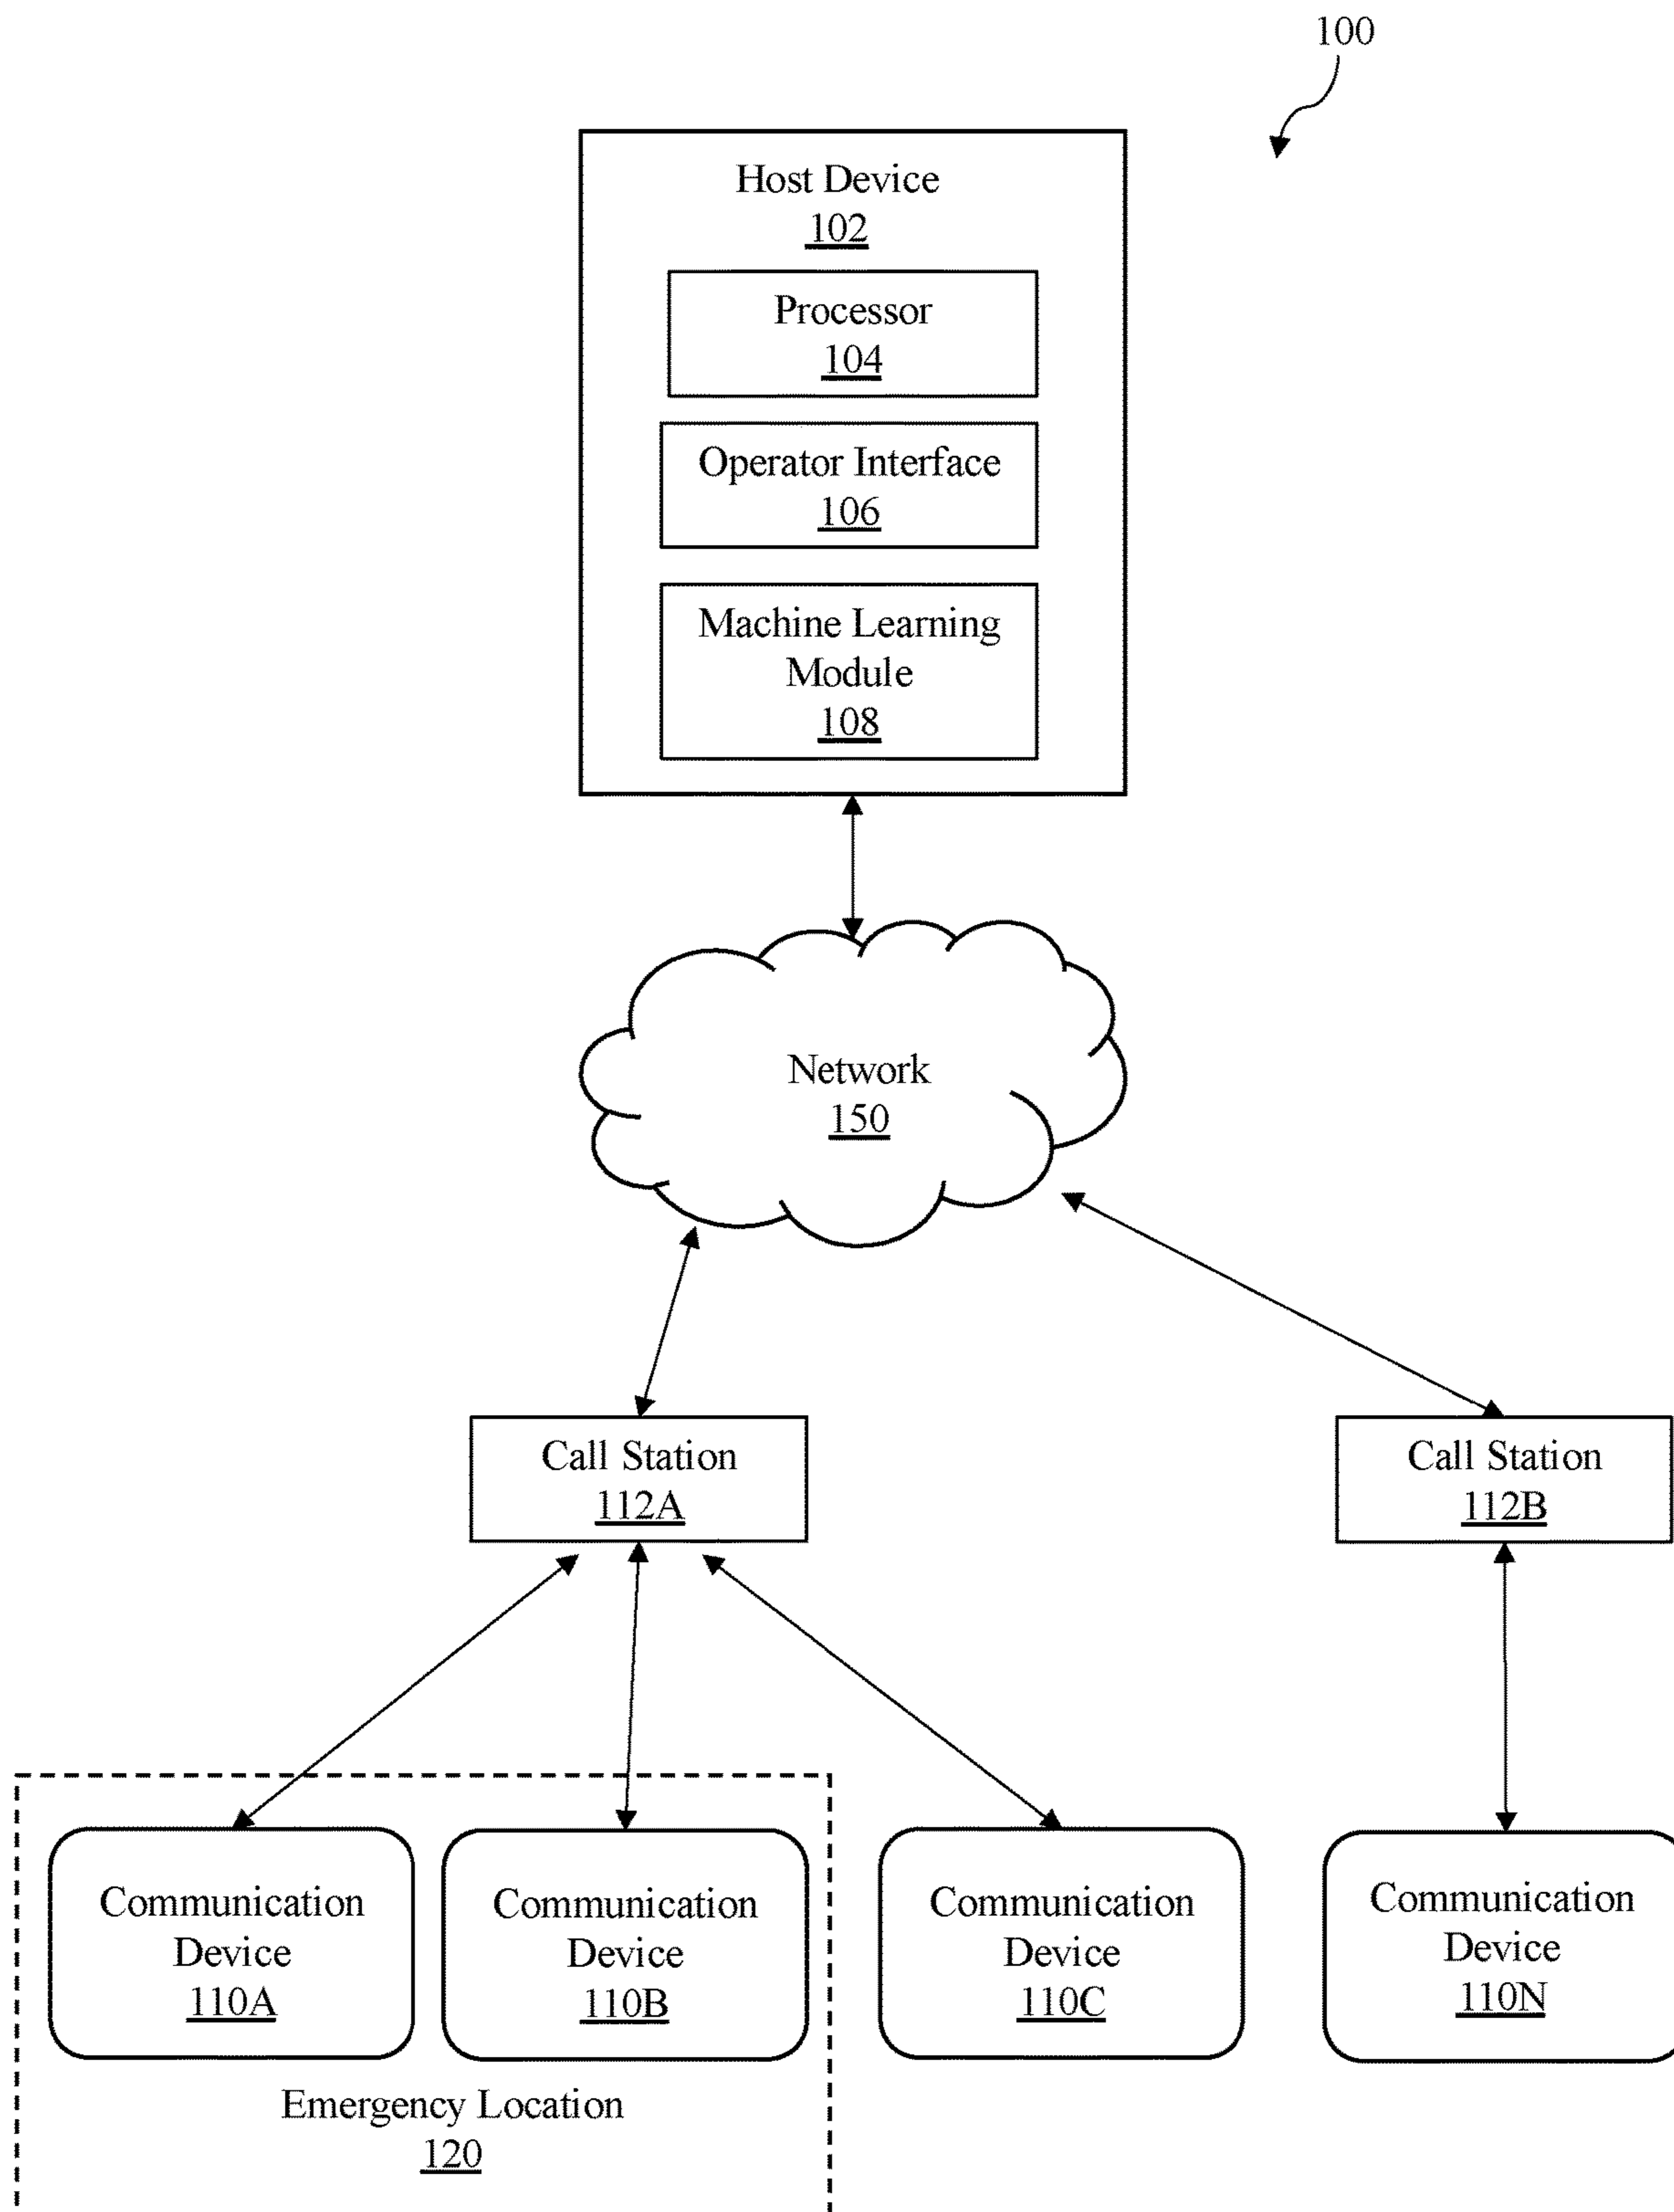 100
Host Device
102
Processor
104
Operator Interface
106
Machine Learning
Module
108
Network
150
Call Station
112A
Call Station
112B
Communication
Device
110A
Communication
Device
110B
Communication
Device
110C
Communication
Device
110N
Emergency Location
120